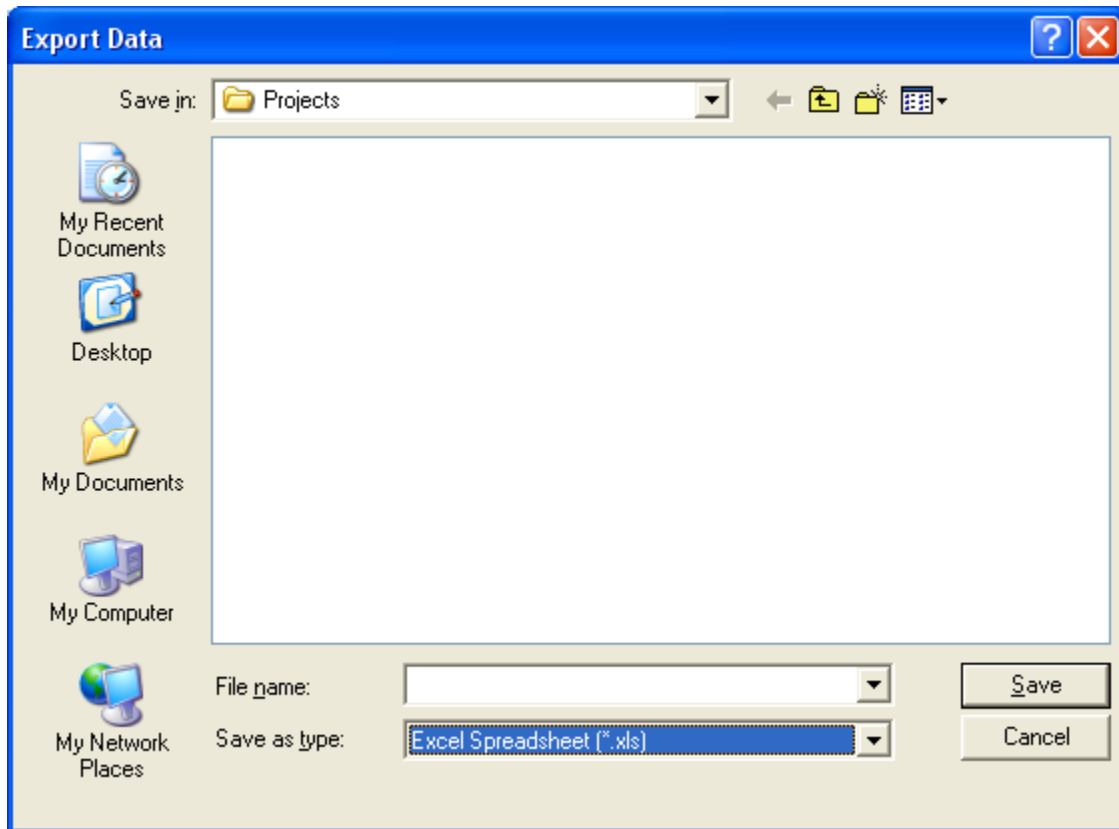 Export Data
Save in:
Projects
My Recent
Documents
Desktop
My Documents
My Computer
My Network
Places
File name:
Save
Save as type:
Excel Spreadsheet (*.xls)
Cancel